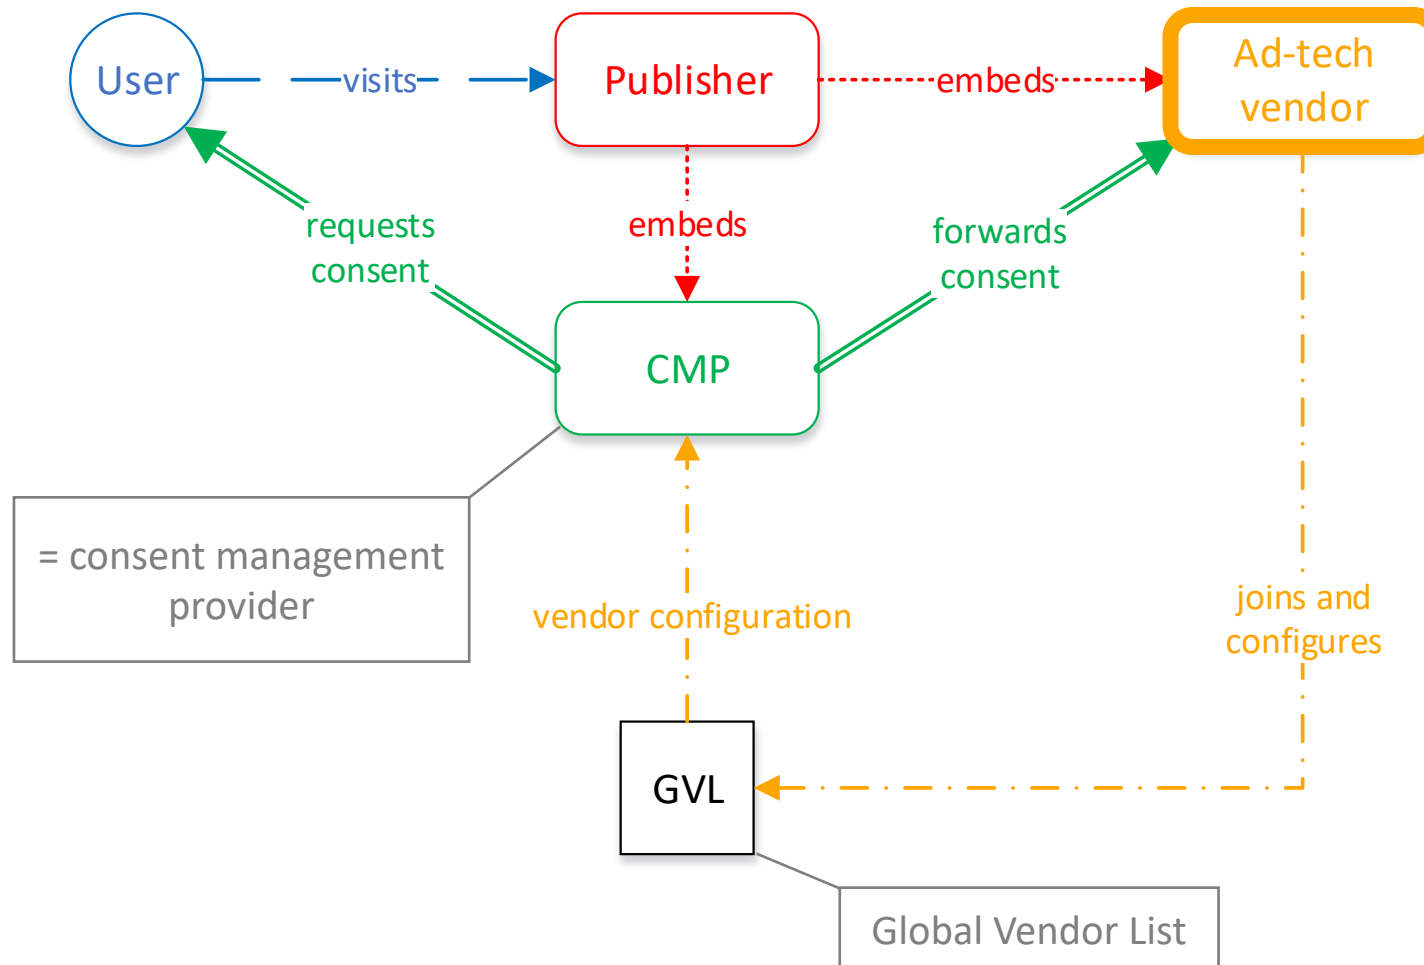 User
visits
Publisher
embeds
Ad-tech
vendor
requests
consent
embeds
forwards
consent
CMP
= consent management
provider
vendor configuration
joins and
configures
GVL
Global Vendor List